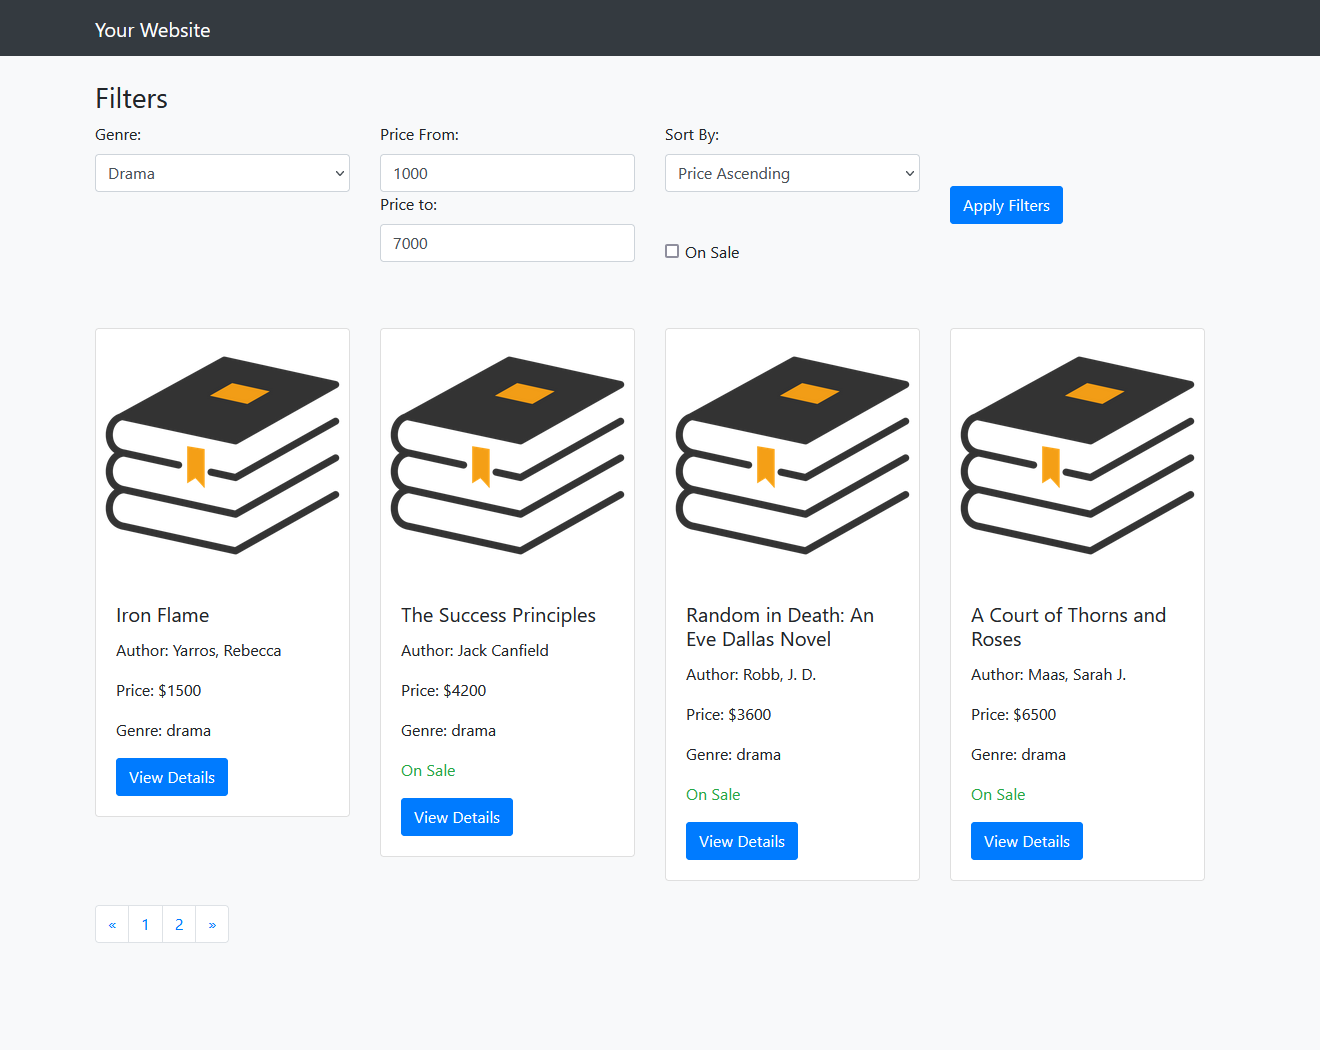 Your Website
Filters
Genre:
Drama
Price From:
1000
Price to:
7000
Sort By:
Price Ascending
On Sale
Apply Filters
Iron Flame
Author: Yarros, Rebecca
Price: $1500
Genre: drama
View Details
The Success Principles
Author: Jack Canfield
Price: $4200
Genre: drama
On Sale
View Details
Random in Death: An
Eve Dallas Novel
Author: Robb, J. D.
Price: $3600
Genre: drama
On Sale
View Details
A Court of Thorns and
Roses
Author: Maas, Sarah J.
Price: $6500
Genre: drama
On Sale
View Details
« 1 2 »